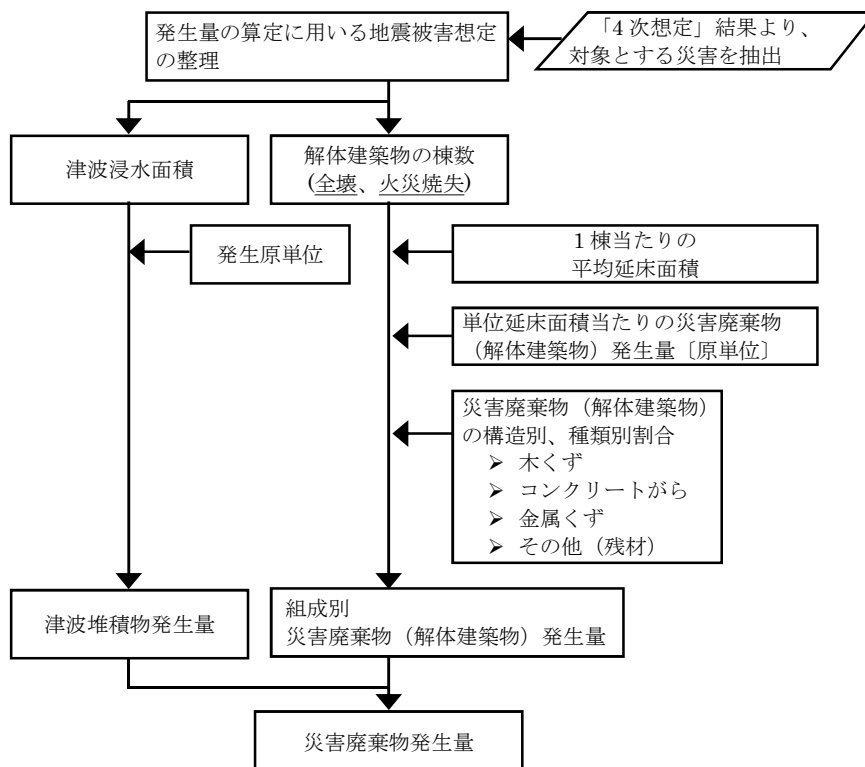 発生量の算定に用いる地震被害想定
の整理
「4 次想定」結果より、
対象とする災害を抽出
津波浸水面積
解体建築物の棟数
(全壊、火災焼失)
発生原単位
1 棟当たりの
平均延床面積
単位延床面積当たりの災害廃棄物
（解体建築物）発生量〔原単位〕
災害廃棄物（解体建築物）
の構造別、種類別割合
➢ 木くず
➢ コンクリートがら
➢ 金属くず
➢ その他（残材）
津波堆積物発生量
組成別
災害廃棄物（解体建築物）発生量
災害廃棄物発生量